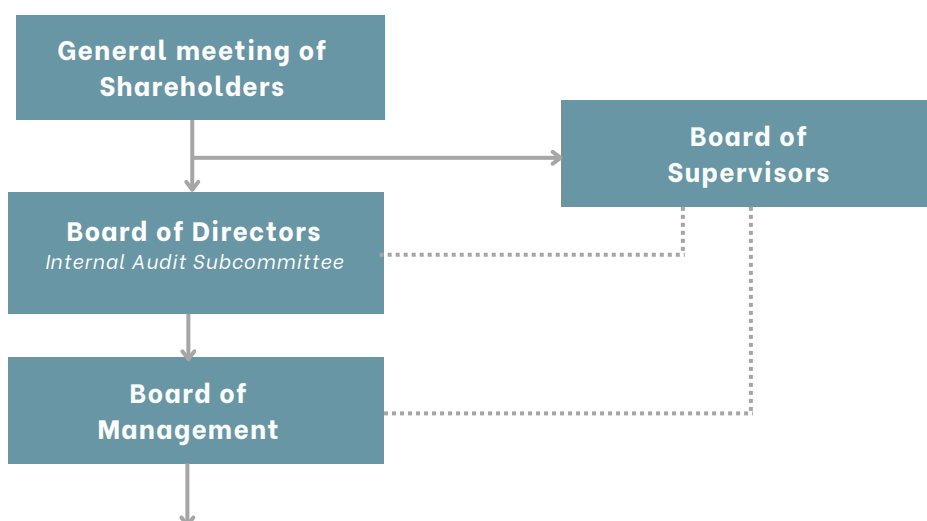 General meeting of
Shareholders
Board of
Supervisors
Board of Directors
Internal Audit Subcommittee
Board of
Management